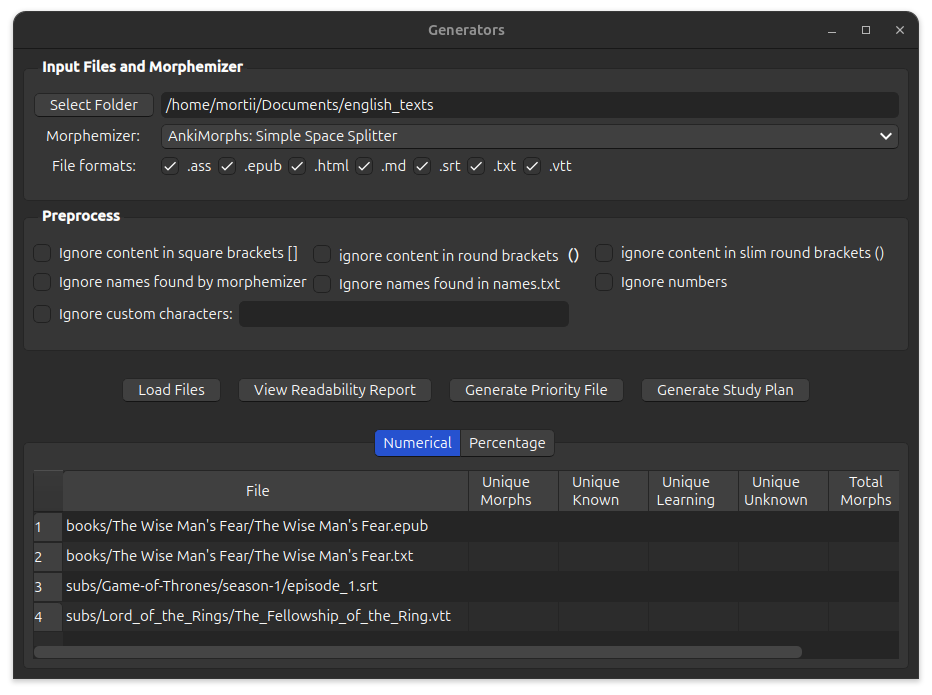 Generators
Input Files and Morphemizer
Select Folder /home/mortii/Documents/english_texts
Morphemizer: AnkiMorphs: Simple Space Splitter
File formats: .ass .epub .html .md .srt .txt .vtt
Preprocess
Ignore content in square brackets [] ignore content in round brackets （） ignore content in slim round brackets ()
Ignore names found by morphemizer Ignore names found in names.txt Ignore numbers
Ignore custom characters:
Load Files View Readability Report Generate Priority File Generate Study Plan
Numerical Percentage
File Unique Morphs Unique Known Unique Learning Unique Unknown Total Morphs
1 books/The Wise Man's Fear/The Wise Man's Fear.epub
2 books/The Wise Man's Fear/The Wise Man's Fear.txt
3 subs/Game-of-Thrones/season-1/episode_1.srt
4 subs/Lord_of_the_Rings/The_Fellowship_of_the_Ring.vtt